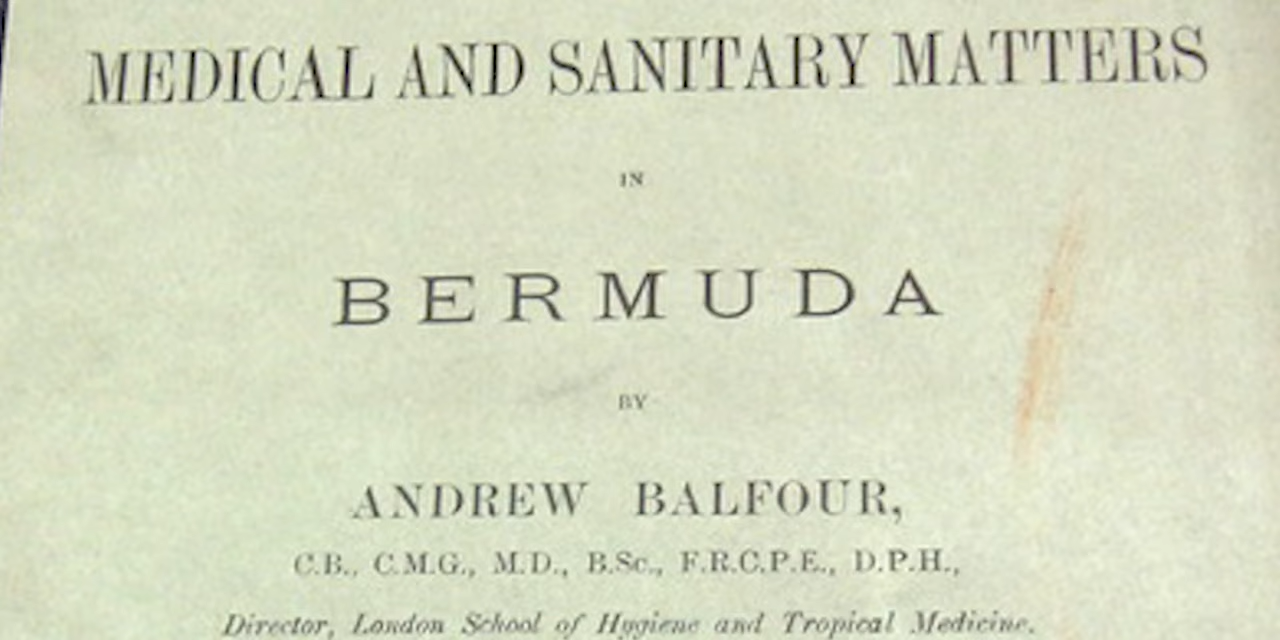 MEDICAL AND SANITARY MATTERS
IN
BERMUDA
BY
ANDREW BALFOUR,
C.B., C.M.G., M.D., B.Sc., F.R.C.P.E., D.P.H.,
Director, London School of Hygiene and Tropical Medicine.